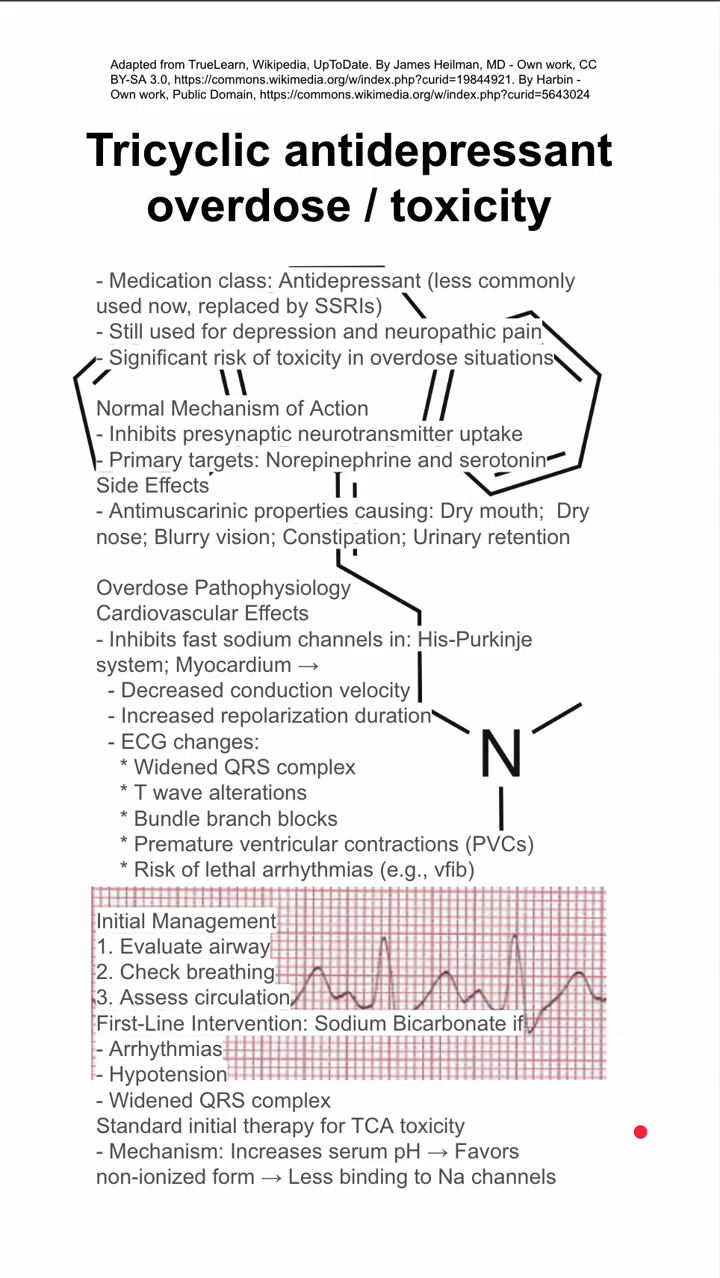 Adapted from TrueLearn, Wikipedia, UpToDate. By James Heilman, MD - Own work, CC
BY-SA 3.0, https://commons.wikimedia.org/w/index.php?curid=19844921. By Harbin -
Own work, Public Domain, https://commons.wikimedia.org/w/index.php?curid=5643024
Tricyclic antidepressant
overdose / toxicity
- Medication class: Antidepressant (less commonly
used now, replaced by SSRIs)
- Still used for depression and neuropathic pain
- Significant risk of toxicity in overdose situations
Normal Mechanism of Action
- Inhibits presynaptic neurotransmitter uptake
- Primary targets: Norepinephrine and serotonin
Side Effects
- Antimuscarinic properties causing: Dry mouth;  Dry
nose; Blurry vision; Constipation; Urinary retention
Overdose Pathophysiology
Cardiovascular Effects
- Inhibits fast sodium channels in: His-Purkinje
system; Myocardium →
- Decreased conduction velocity
- Increased repolarization duration
- ECG changes:
* Widened QRS complex
N
* T wave alterations
* Bundle branch blocks
* Premature ventricular contractions (PVCs)
* Risk of lethal arrhythmias (e.g., vfib)
Initial Management
1. Evaluate airway
2. Check breathing
3. Assess circulation
First-Line Intervention: Sodium Bicarbonate if
- Arrhythmias
- Hypotension
- Widened QRS complex
Standard initial therapy for TCA toxicity
- Mechanism: Increases serum pH → Favors
non-ionized form → Less binding to Na channels